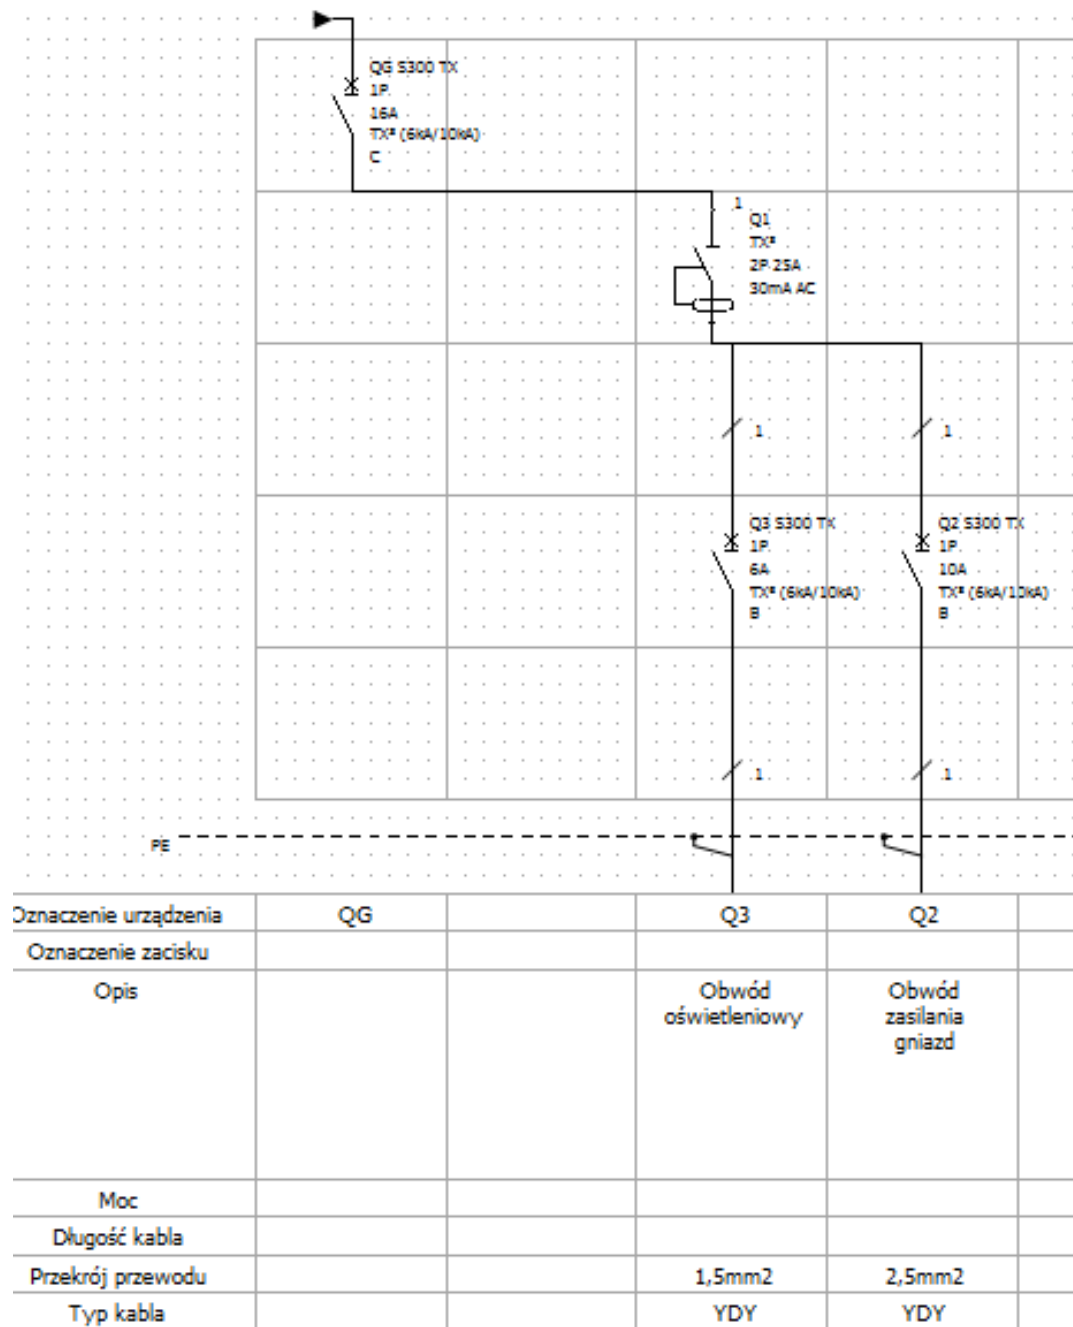 QG S300 TX
1P
16A
TX³ (6kA/10kA)
C
1
Q1
TX³
2P 25A
30mA AC
1
1
Q3 S300 TX
1P
6A
TX³ (6kA/10kA)
B
Q2 S300 TX
1P
10A
TX³ (6kA/10kA)
B
1
1
PE
Oznaczenie urządzenia QG Q3 Q2
Oznaczenie zacisku
Opis Obwód Obwód
oświetleniowy zasilania
gniazd
Moc
Długość kabla
Przekrój przewodu 1,5mm2 2,5mm2
Typ kabla YDY YDY